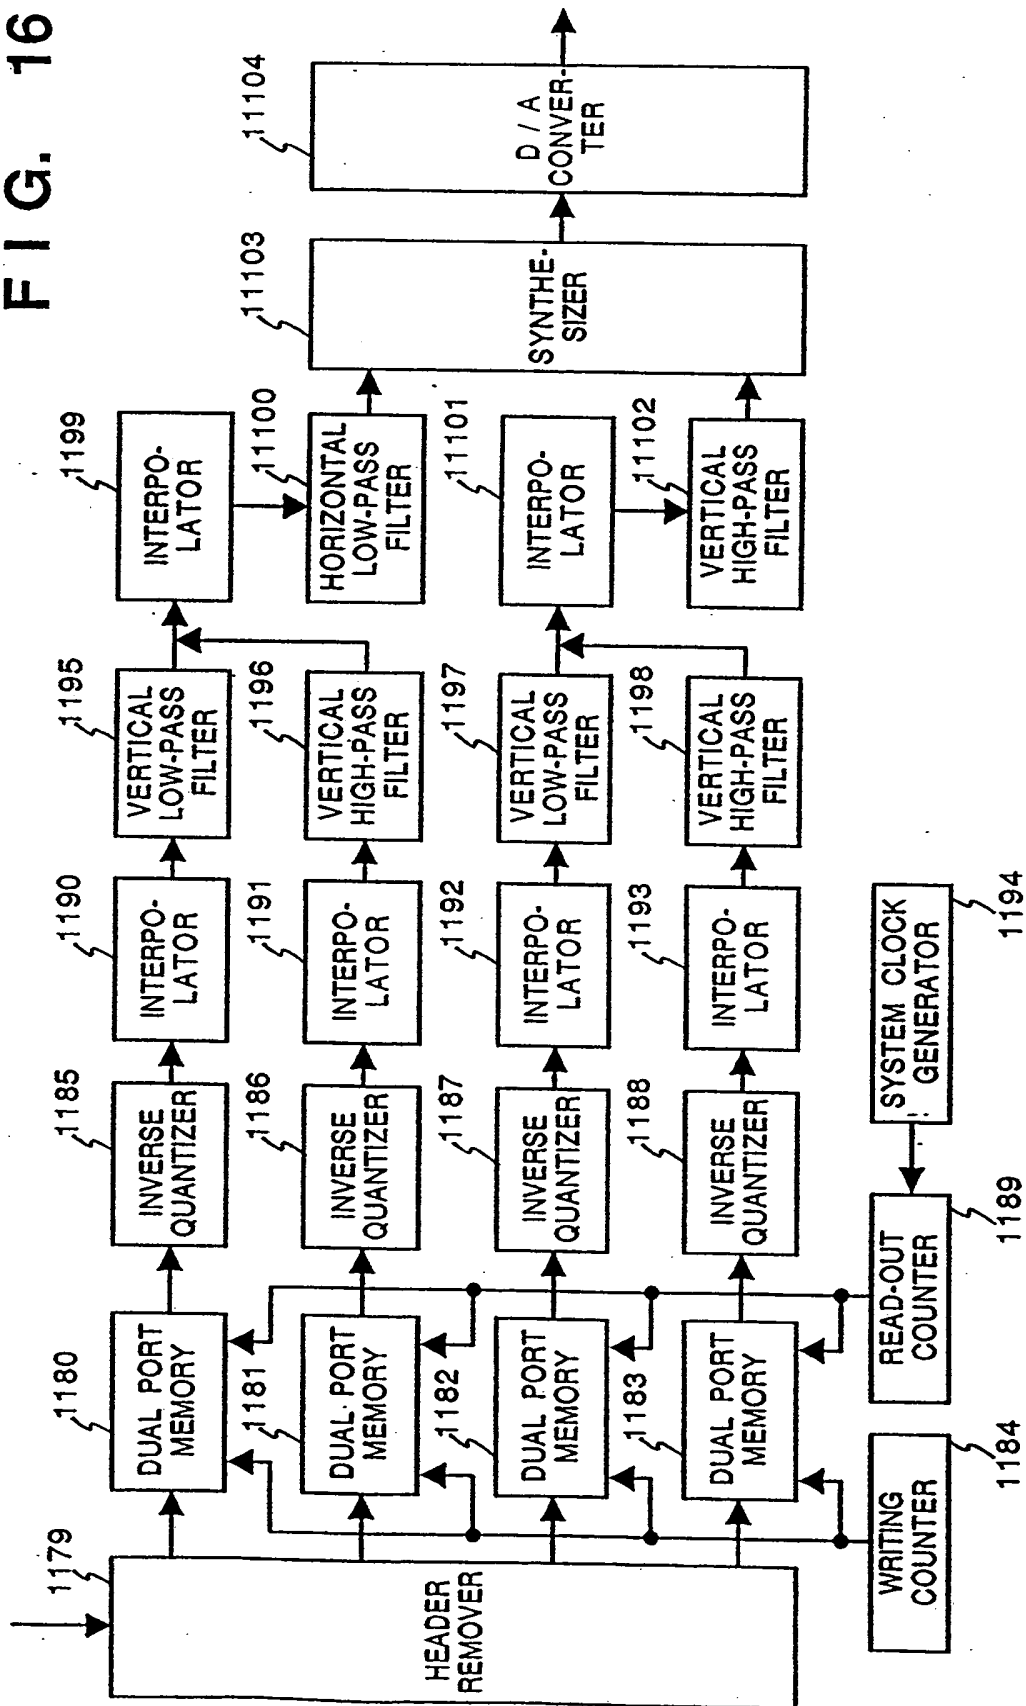 FIG. 16
1179
HEADER
REMOVER
1180
DUAL PORT
MEMORY
1185
INVERSE
QUANTIZER
1190
INTERPO-
LATOR
1195
VERTICAL
LOW-PASS
FILTER
1199
INTERPO-
LATOR
1181
DUAL PORT
MEMORY
1186
INVERSE
QUANTIZER
1191
INTERPO-
LATOR
1196
VERTICAL
HIGH-PASS
FILTER
11100
HORIZONTAL
LOW-PASS
FILTER
11103
SYNTHE-
SIZER
11104
D / A
CONVER-
TER
1182
DUAL PORT
MEMORY
1187
INVERSE
QUANTIZER
1192
INTERPO-
LATOR
1197
VERTICAL
LOW-PASS
FILTER
11101
INTERPO-
LATOR
1183
DUAL PORT
MEMORY
1188
INVERSE
QUANTIZER
1193
INTERPO-
LATOR
1198
VERTICAL
HIGH-PASS
FILTER
11102
VERTICAL
HIGH-PASS
FILTER
WRITING
COUNTER
1184
READ-OUT
COUNTER
1189
SYSTEM CLOCK
GENERATOR
1194